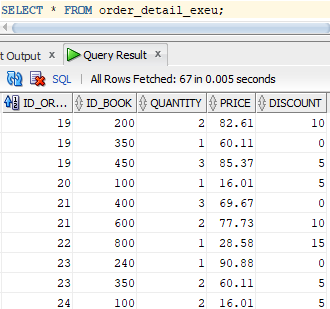 SELECT * FROM order_detail_exeu;
t Output Query Result
SQL | All Rows Fetched: 67 in 0.005 seconds
ID_OR... ID_BOOK QUANTITY PRICE DISCOUNT
19 200 2 82.61 10
19 350 1 60.11 0
19 450 3 85.37 5
20 100 1 16.01 5
21 400 3 69.67 0
21 600 2 77.73 10
22 800 1 28.58 15
23 240 1 90.88 0
23 350 2 60.11 5
24 100 2 16.01 5